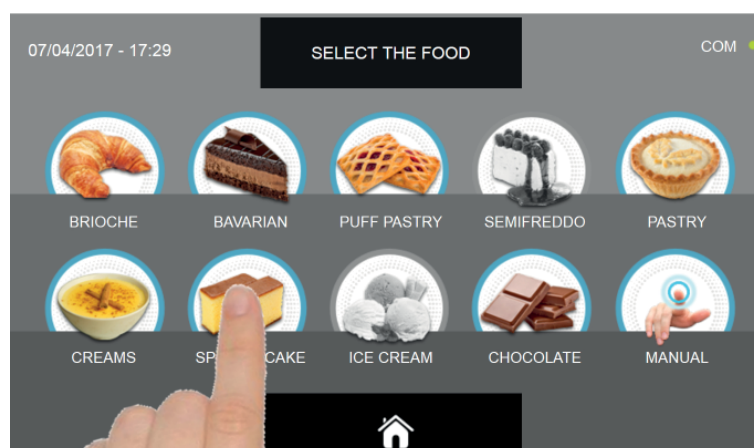 07/04/2017 - 17:29
SELECT THE FOOD
COM
BRIOCHE
BAVARIAN
PUFF PASTRY
SEMIFREDDO
PASTRY
CREAMS
CAKE
ICE CREAM
CHOCOLATE
MANUAL